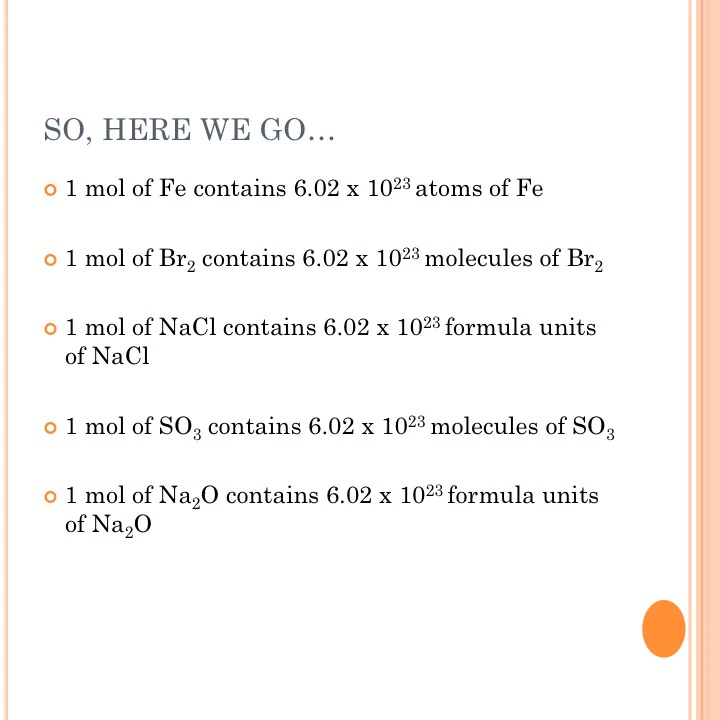 SO, HERE WE GO…
1 mol of Fe contains 6.02 x 10²³ atoms of Fe
1 mol of Br₂ contains 6.02 x 10²³ molecules of Br₂
1 mol of NaCl contains 6.02 x 10²³ formula units
of NaCl
1 mol of SO₃ contains 6.02 x 10²³ molecules of SO₃
1 mol of Na₂O contains 6.02 x 10²³ formula units
of Na₂O